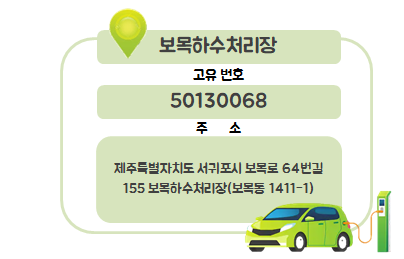 보목하수처리장
고유 번호
50130068
주 소
제주특별자치도 서귀포시 보목로 64번길
155 보목하수처리장(보목동 1411-1)